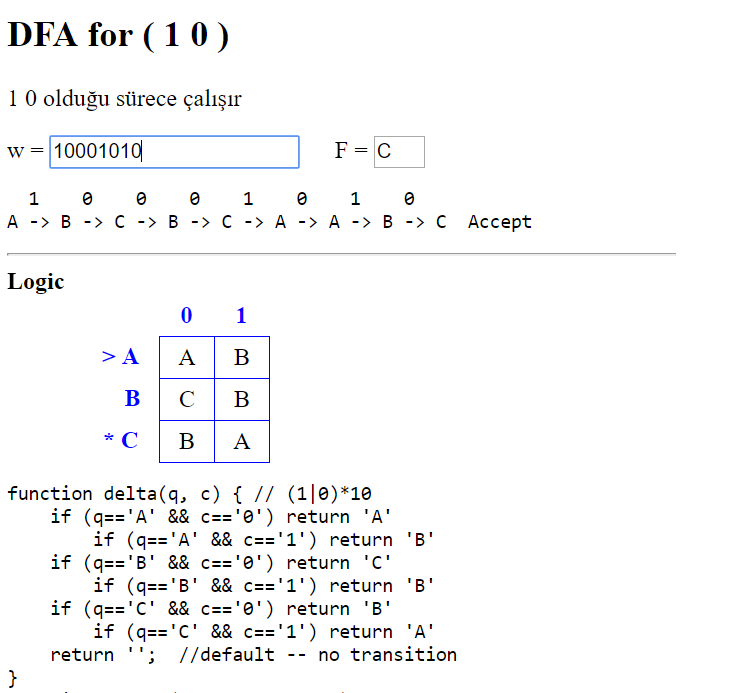 DFA for ( 1 0 )
1 0 olduğu sürece çalışır
w = 10001010 F = C
1 0 0 0 1 0 1 0
A -> B -> C -> B -> C -> A -> A -> B -> C Accept
Logic
0 1
> A A B
B C B
* C B A
function delta(q, c) { // (1|0)*10
if (q=='A' && c=='0') return 'A'
if (q=='A' && c=='1') return 'B'
if (q=='B' && c=='0') return 'C'
if (q=='B' && c=='1') return 'B'
if (q=='C' && c=='0') return 'B'
if (q=='C' && c=='1') return 'A'
return ''; //default -- no transition
}